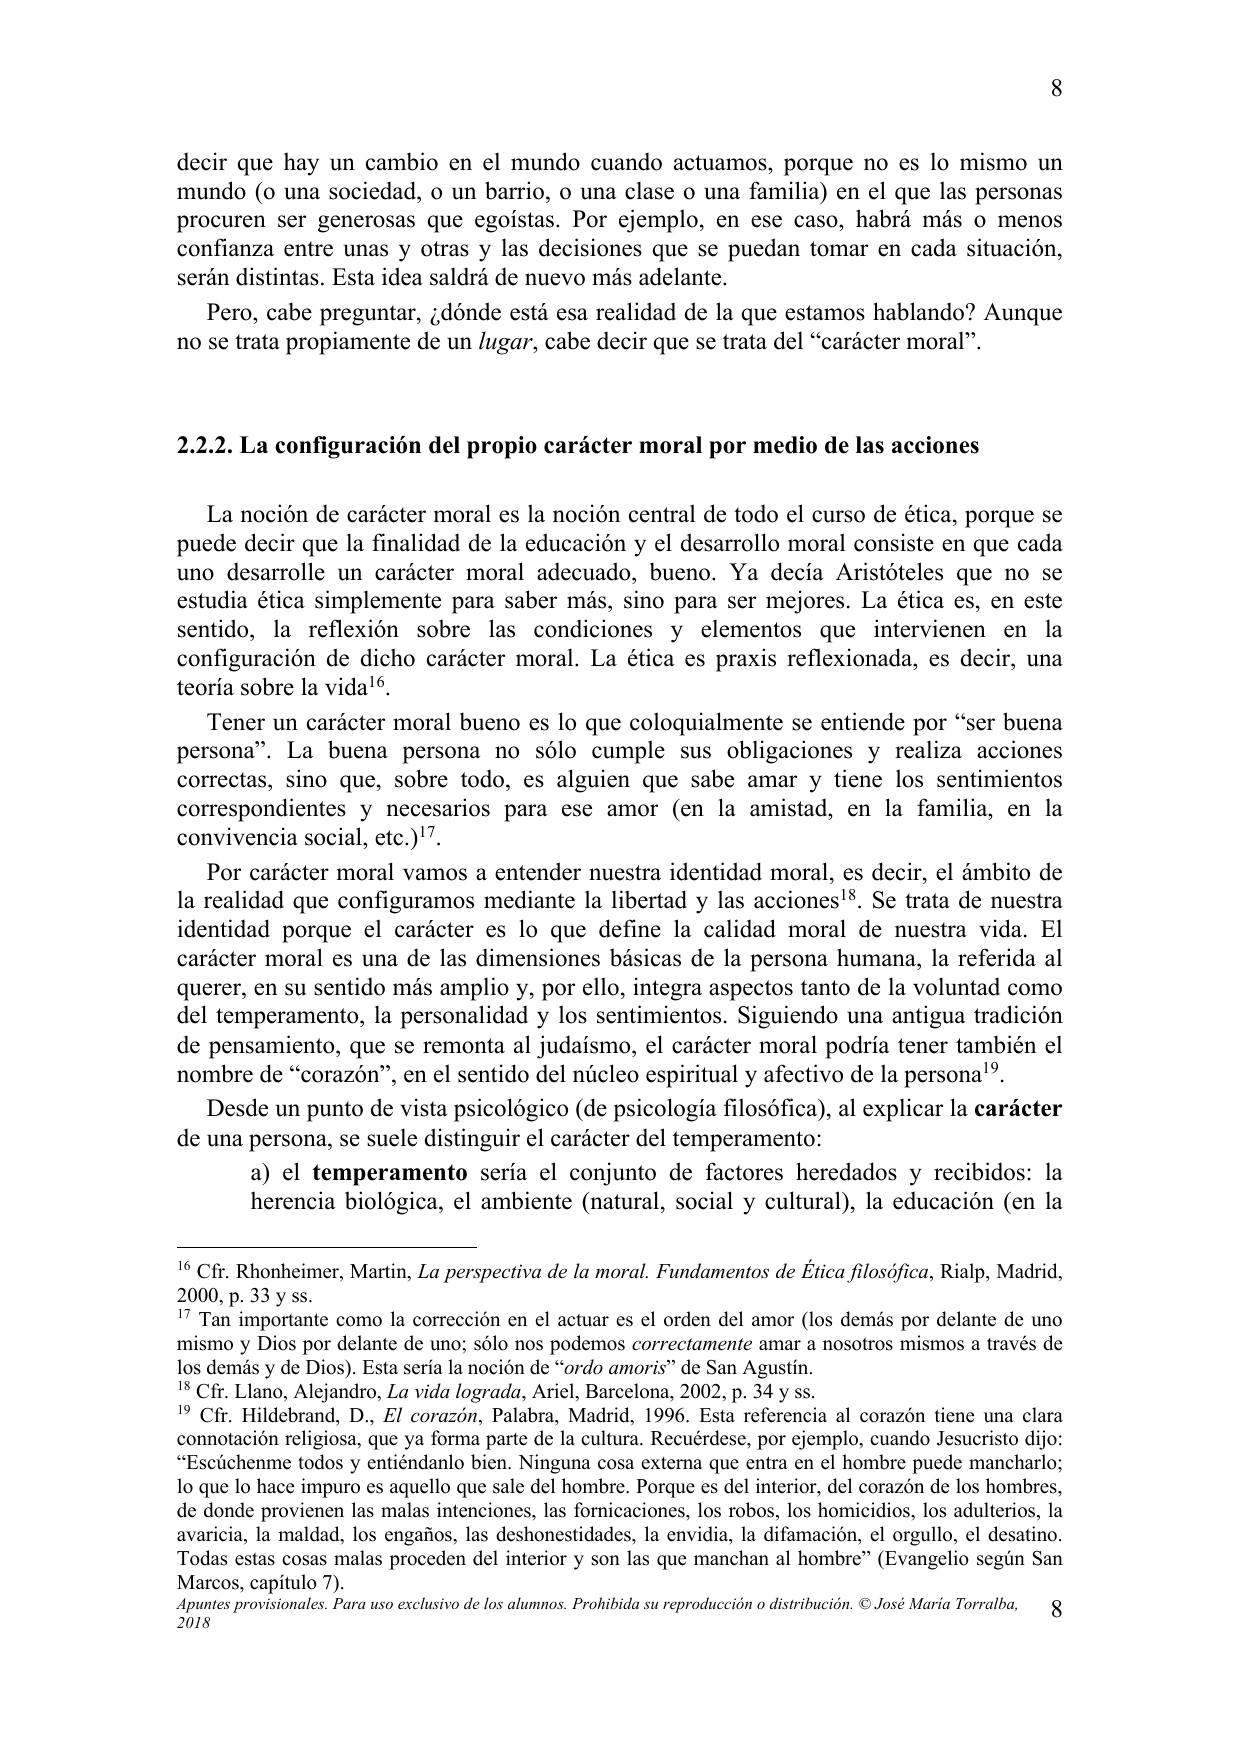 8
decir que hay un cambio en el mundo cuando actuamos, porque no es lo mismo un
mundo (o una sociedad, o un barrio, o una clase o una familia) en el que las personas
procuren ser generosas que egoístas. Por ejemplo, en ese caso, habrá más o menos
confianza entre unas y otras y las decisiones que se puedan tomar en cada situación,
serán distintas. Esta idea saldrá de nuevo más adelante.
Pero, cabe preguntar, ¿dónde está esa realidad de la que estamos hablando? Aunque
no se trata propiamente de un lugar, cabe decir que se trata del “carácter moral”.
2.2.2. La configuración del propio carácter moral por medio de las acciones
La noción de carácter moral es la noción central de todo el curso de ética, porque se
puede decir que la finalidad de la educación y el desarrollo moral consiste en que cada
uno desarrolle un carácter moral adecuado, bueno. Ya decía Aristóteles que no se
estudia ética simplemente para saber más, sino para ser mejores. La ética es, en este
sentido, la reflexión sobre las condiciones y elementos que intervienen en la
configuración de dicho carácter moral. La ética es praxis reflexionada, es decir, una
teoría sobre la vida16.
Tener un carácter moral bueno es lo que coloquialmente se entiende por “ser buena
persona”. La buena persona no sólo cumple sus obligaciones y realiza acciones
correctas, sino que, sobre todo, es alguien que sabe amar y tiene los sentimientos
correspondientes y necesarios para ese amor (en la amistad, en la familia, en la
convivencia social, etc.)17.
Por carácter moral vamos a entender nuestra identidad moral, es decir, el ámbito de
la realidad que configuramos mediante la libertad y las acciones18. Se trata de nuestra
identidad porque el carácter es lo que define la calidad moral de nuestra vida. El
carácter moral es una de las dimensiones básicas de la persona humana, la referida al
querer, en su sentido más amplio y, por ello, integra aspectos tanto de la voluntad como
del temperamento, la personalidad y los sentimientos. Siguiendo una antigua tradición
de pensamiento, que se remonta al judaísmo, el carácter moral podría tener también el
nombre de “corazón”, en el sentido del núcleo espiritual y afectivo de la persona19.
Desde un punto de vista psicológico (de psicología filosófica), al explicar la carácter
de una persona, se suele distinguir el carácter del temperamento:
a) el temperamento sería el conjunto de factores heredados y recibidos: la
herencia biológica, el ambiente (natural, social y cultural), la educación (en la
16 Cfr. Rhonheimer, Martin, La perspectiva de la moral. Fundamentos de Ética filosófica, Rialp, Madrid,
2000, p. 33 y ss.
17 Tan importante como la corrección en el actuar es el orden del amor (los demás por delante de uno
mismo y Dios por delante de uno; sólo nos podemos correctamente amar a nosotros mismos a través de
los demás y de Dios). Esta sería la noción de “ordo amoris” de San Agustín.
18 Cfr. Llano, Alejandro, La vida lograda, Ariel, Barcelona, 2002, p. 34 y ss.
19 Cfr. Hildebrand, D., El corazón, Palabra, Madrid, 1996. Esta referencia al corazón tiene una clara
connotación religiosa, que ya forma parte de la cultura. Recuérdese, por ejemplo, cuando Jesucristo dijo:
“Escúchenme todos y entiéndanlo bien. Ninguna cosa externa que entra en el hombre puede mancharlo;
lo que lo hace impuro es aquello que sale del hombre. Porque es del interior, del corazón de los hombres,
de donde provienen las malas intenciones, las fornicaciones, los robos, los homicidios, los adulterios, la
avaricia, la maldad, los engaños, las deshonestidades, la envidia, la difamación, el orgullo, el desatino.
Todas estas cosas malas proceden del interior y son las que manchan al hombre” (Evangelio según San
Marcos, capítulo 7).
Apuntes provisionales. Para uso exclusivo de los alumnos. Prohibida su reproducción o distribución. © José María Torralba,
2018
8